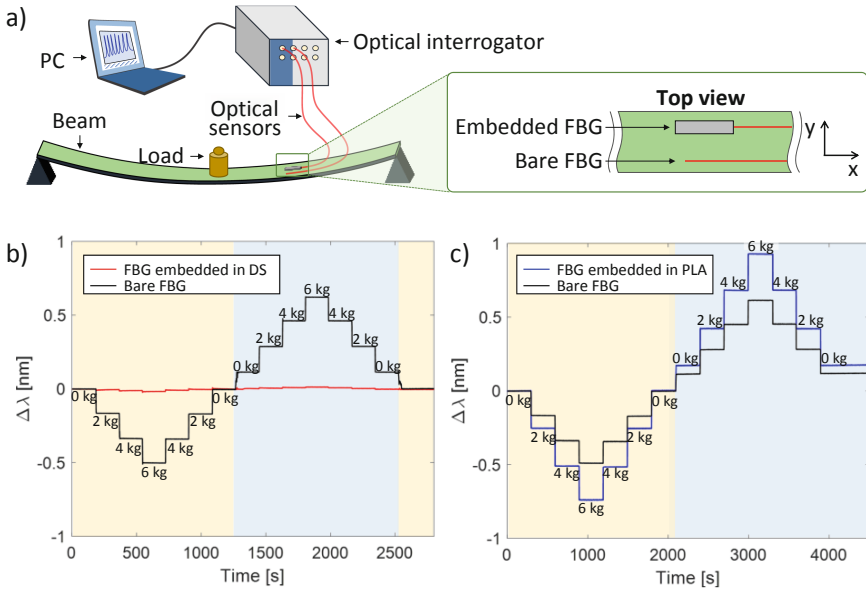 a)
PC
Optical interrogator
Optical
sensors
Beam
Load
Top view
Embedded FBG
Bare FBG
y
x
b)
1
0.5
0
-0.5
-1
Δ λ [nm]
FBG embedded in DS
Bare FBG
0 kg
2 kg
4 kg
6 kg
4 kg
2 kg
0 kg
0 kg
2 kg
4 kg
6 kg
4 kg
2 kg
0 kg
0
500
1000
1500
2000
2500
Time [s]
c)
1
0.5
0
-0.5
-1
Δ λ [nm]
FBG embedded in PLA
Bare FBG
0 kg
2 kg
4 kg
6 kg
4 kg
2 kg
0 kg
0 kg
2 kg
4 kg
6 kg
4 kg
2 kg
0 kg
0
1000
2000
3000
4000
Time [s]